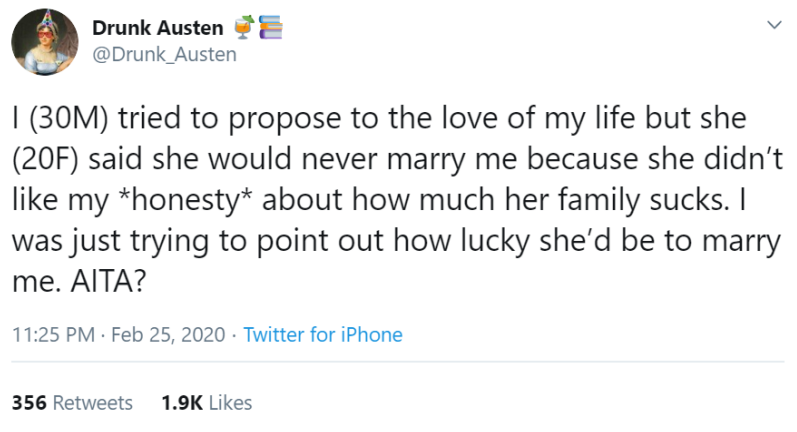 Drunk Austen 🍹📚
@Drunk_Austen
I (30M) tried to propose to the love of my life but she
(20F) said she would never marry me because she didn't
like my *honesty* about how much her family sucks. I
was just trying to point out how lucky she'd be to marry
me. AITA?
11:25 PM · Feb 25, 2020 · Twitter for iPhone
356 Retweets 1.9K Likes